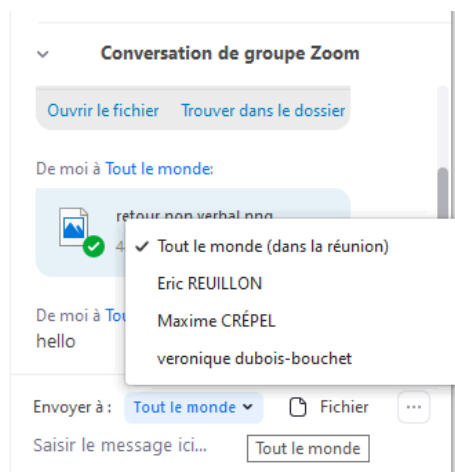 Conversation de groupe Zoom
Ouvrir le fichier Trouver dans le dossier
De moi à Tout le monde:
retour non verbal.png
Tout le monde (dans la réunion)
Eric REUILLON
Maxime CRÉPEL
veronique dubois-bouchet
De moi à
hello
Envoyer à : Tout le monde Fichier ...
Saisir le message ici... Tout le monde